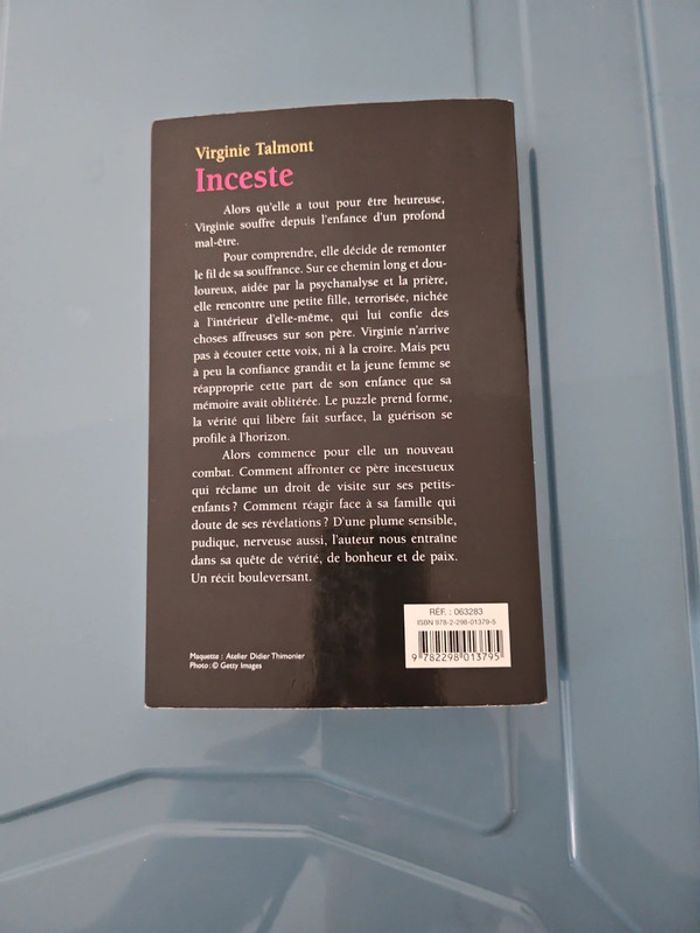 Virginie Talmont
Inceste
Alors qu'elle a tout pour être heureuse,
Virginie souffre depuis l'enfance d'un profond
mal-être.
Pour comprendre, elle décide de remonter
le fil de sa souffrance. Sur ce chemin long et dou-
loureux, aidée par la psychanalyse et la prière,
elle rencontre une petite fille, terrorisée, nichée
à l'intérieur d'elle-même, qui lui confie des
choses affreuses sur son père. Virginie n'arrive
pas à écouter cette voix, ni à la croire. Mais peu
à peu la confiance grandit et la jeune femme se
réapproprie cette part de son enfance que sa
mémoire avait oblitérée. Le puzzle prend forme,
la vérité qui libère fait surface, la guérison se
profile à l'horizon.
Alors commence pour elle un nouveau
combat. Comment affronter ce père incestueux
qui réclame un droit de visite sur ses petits-
enfants ? Comment réagir face à sa famille qui
doute de ses révélations ? D'une plume sensible,
pudique, nerveuse aussi, l'auteur nous entraîne
dans sa quête de vérité, de bonheur et de paix.
Un récit bouleversant.
RÉF. : 063283
ISBN 978-2-298-01379-5
9 782298 013795
Maquette : Atelier Didier Thimonier
Photo : © Getty Images